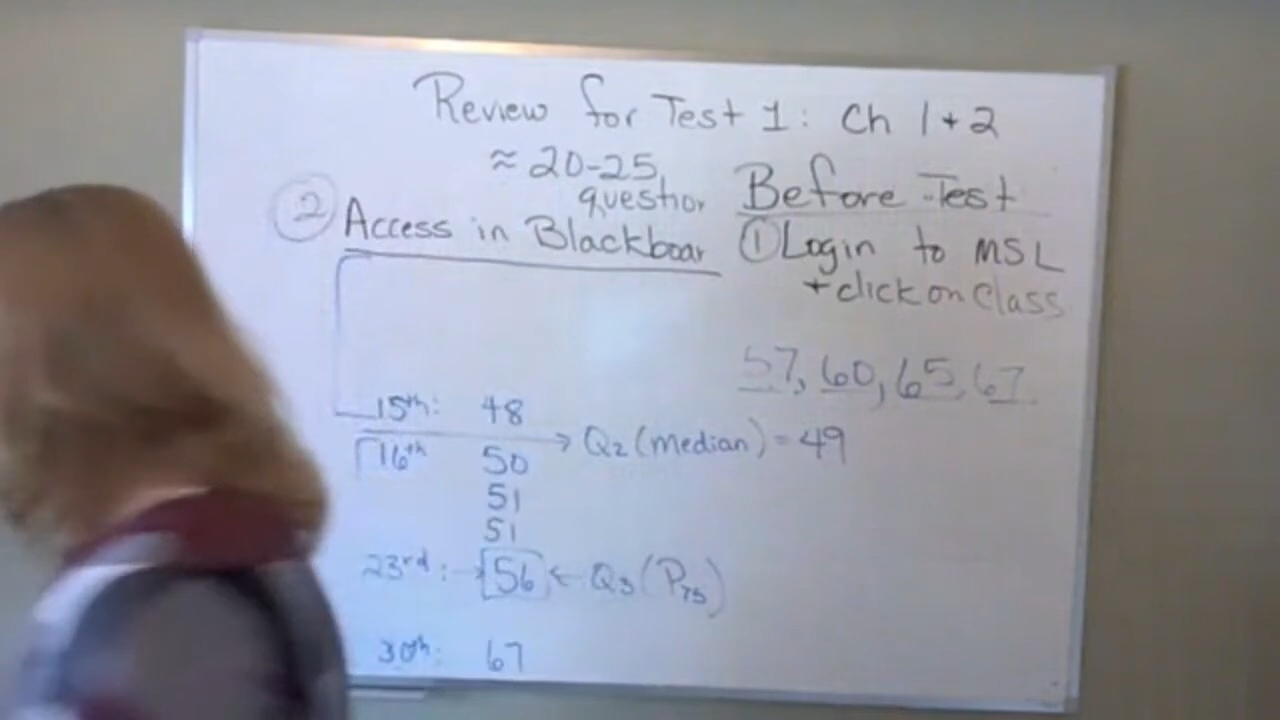 Review for Test 1: Ch 1 + 2
≈ 20-25
questior
Before Test
② Access in Blackboar
① Login to MSL
+ click on Class
57, 60, 65, 67
15th: 48
→ Q2 (median) = 49
16th 50
51
51
23rd: → 56 ← Q3 (P75)
30th: 67